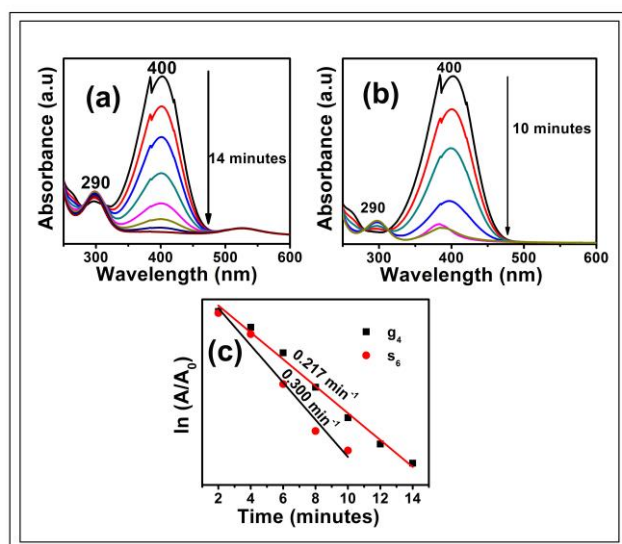 (a)
400
290
14 minutes
Absorbance (a.u)
300 400 500 600
Wavelength (nm)
(b)
400
290
10 minutes
Absorbance (a.u)
300 400 500 600
Wavelength (nm)
(c)
g4
s6
0.217 min-1
0.300 min-1
ln (A/A0)
2 4 6 8 10 12 14
Time (minutes)